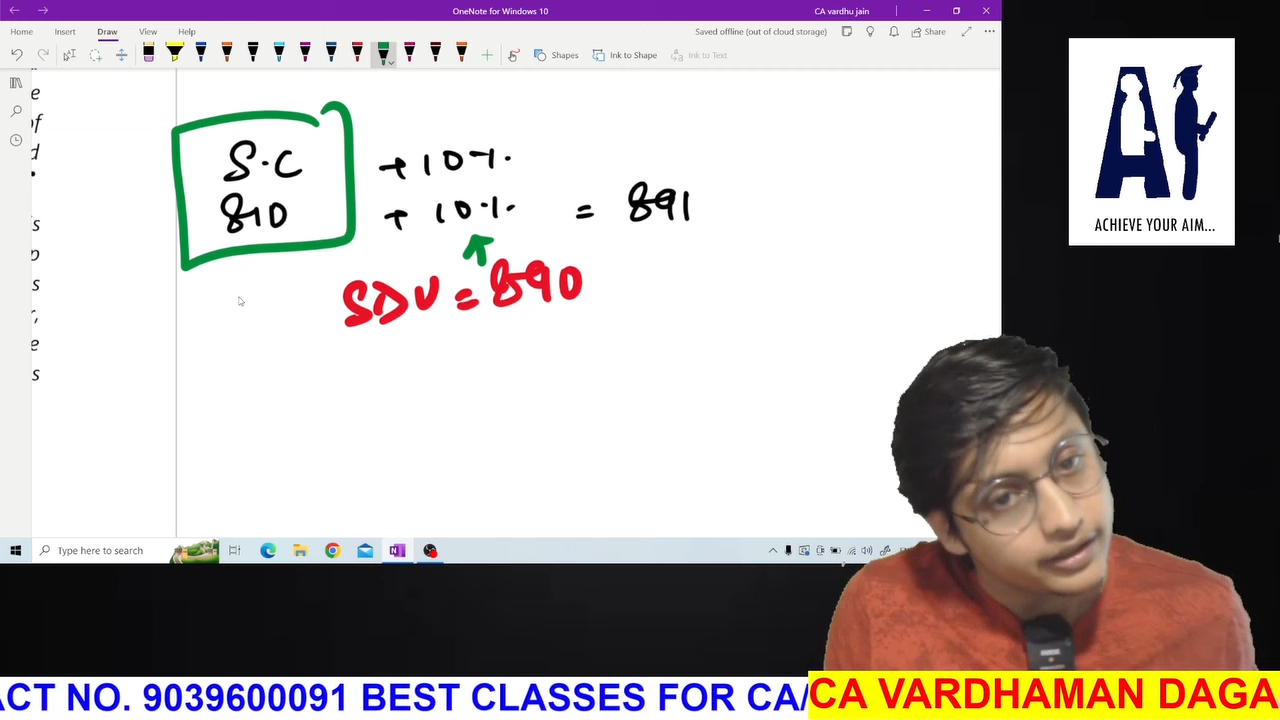 OneNote for Windows 10
CA vardhu jain
Home Insert Draw View Help
Saved offline (out of cloud storage)
Share
Shapes
Ink to Shape
Ink to Text
e
of
d
's
p
s
r,
e
s
S.C + 10%.
810 + 10%. = 891
SDV = 890
ACHIEVE YOUR AIM...
Type here to search
ACT NO. 9039600091 BEST CLASSES FOR CA/
CA VARDHAMAN DAGA